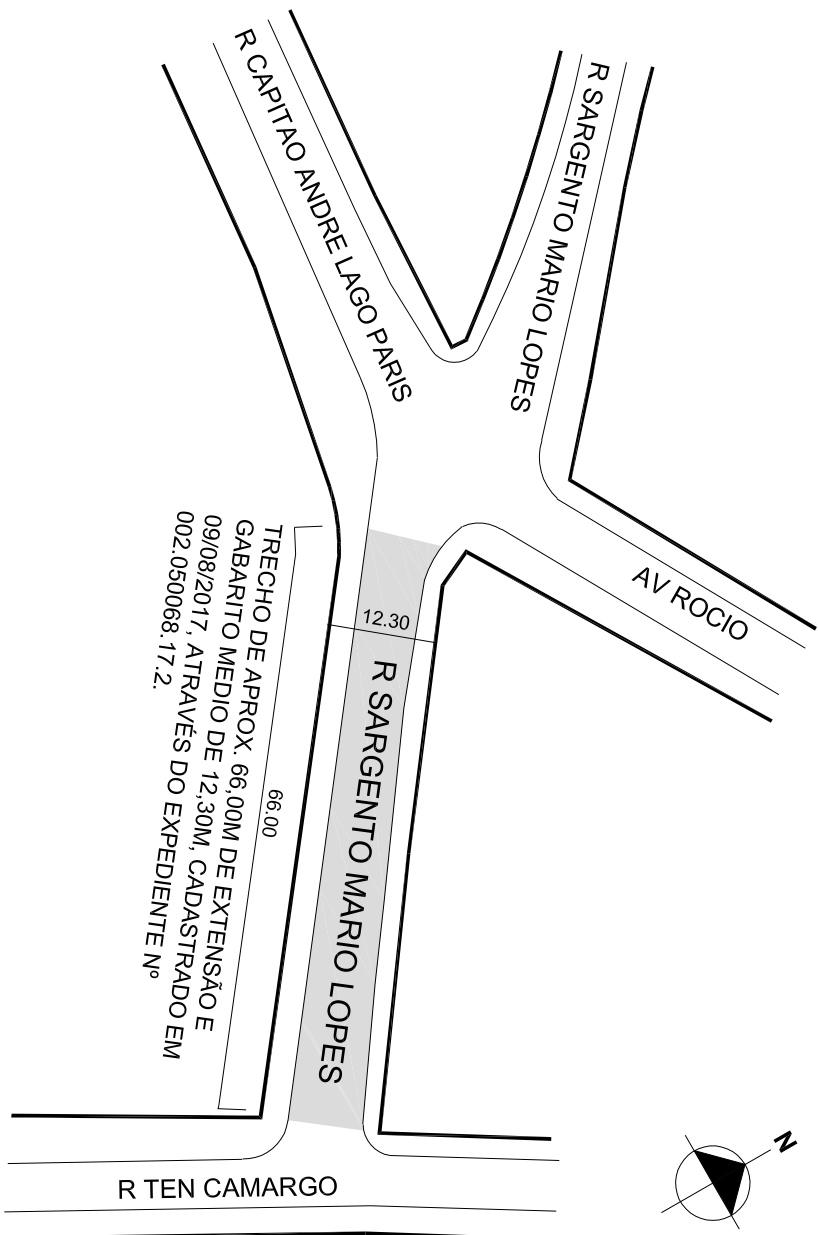 R CAPITAO ANDRE LAGO PARIS
R SARGENTO MARIO LOPES
AV ROCIO
12.30
R SARGENTO MARIO LOPES
66.00
TRECHO DE APROX. 66,00M DE EXTENSÃO E
GABARITO MEDIO DE 12,30M, CADASTRADO EM
09/08/2017, ATRAVÉS DO EXPEDIENTE Nº
002.050068.17.2.
R TEN CAMARGO
N